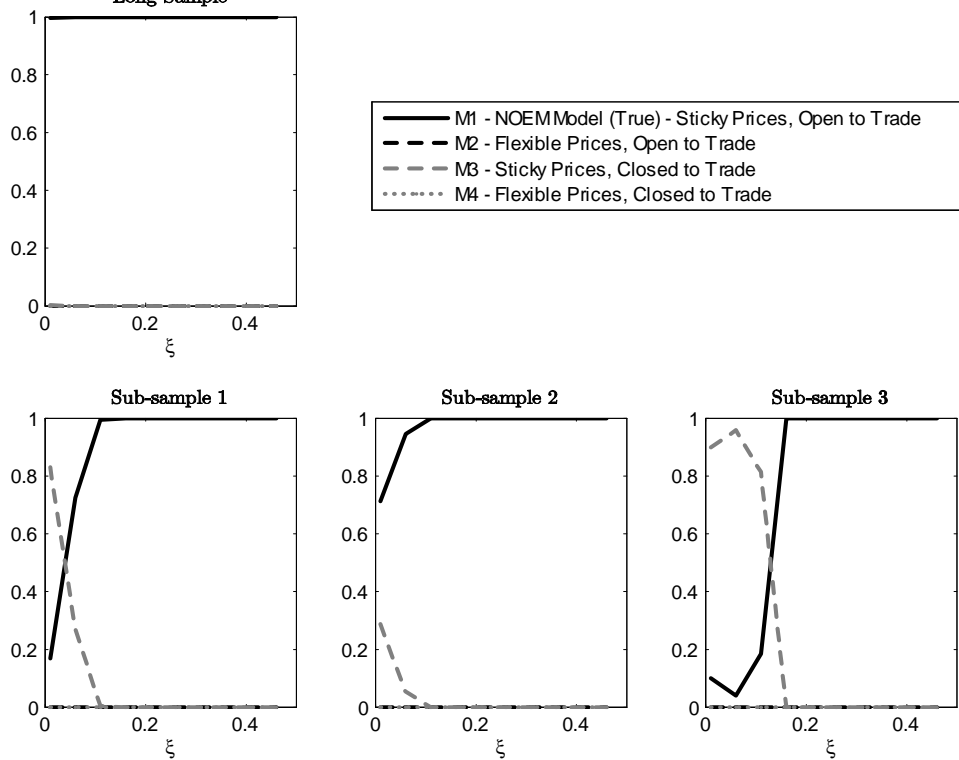 Long Sample
1
0.8
0.6
0.4
0.2
0
0 0.2 0.4
ξ
M1 - NOEM Model (True) - Sticky Prices, Open to Trade
M2 - Flexible Prices, Open to Trade
M3 - Sticky Prices, Closed to Trade
M4 - Flexible Prices, Closed to Trade
Sub-sample 1
1
0.8
0.6
0.4
0.2
0
0 0.2 0.4
ξ
Sub-sample 2
1
0.8
0.6
0.4
0.2
0
0 0.2 0.4
ξ
Sub-sample 3
1
0.8
0.6
0.4
0.2
0
0 0.2 0.4
ξ